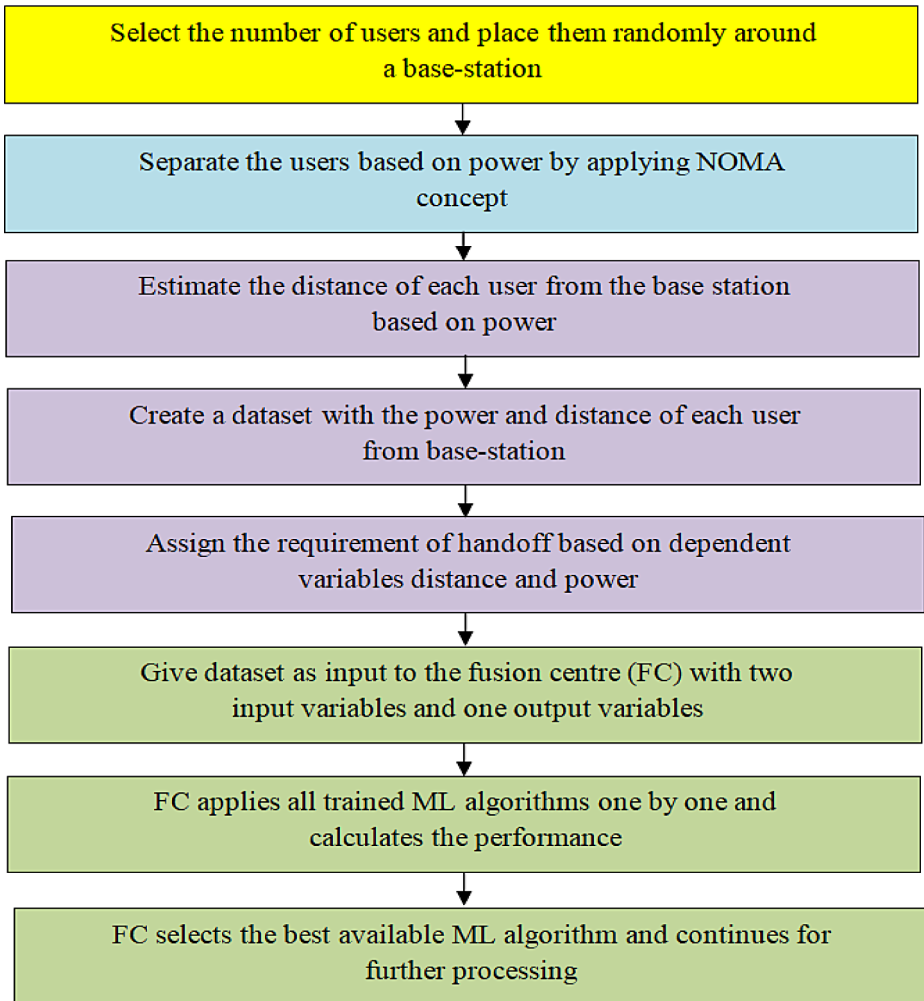 Select the number of users and place them randomly around
a base-station
Separate the users based on power by applying NOMA
concept
Estimate the distance of each user from the base station
based on power
Create a dataset with the power and distance of each user
from base-station
Assign the requirement of handoff based on dependent
variables distance and power
Give dataset as input to the fusion centre (FC) with two
input variables and one output variables
FC applies all trained ML algorithms one by one and
calculates the performance
FC selects the best available ML algorithm and continues for
further processing